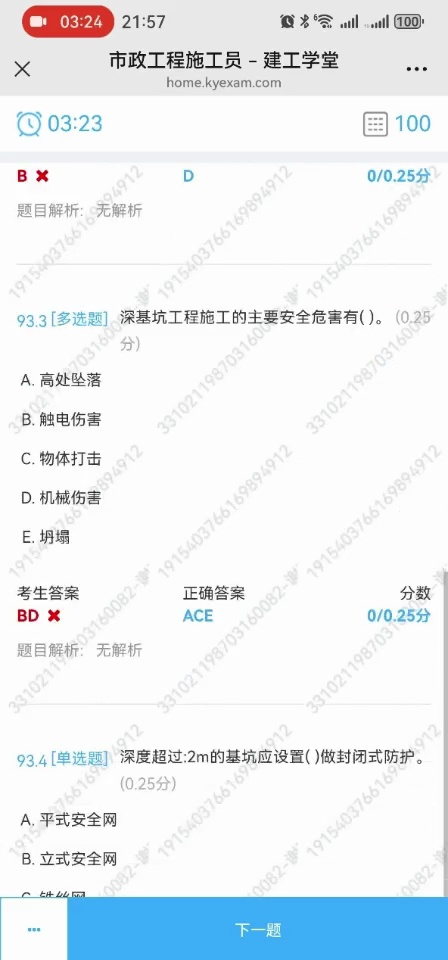 03:24 21:57 6 100
市政工程施工员 – 建工学堂
home.kyexam.com
03:23 100
B D 0/0.25分
题目解析: 无解析
93.3 [多选题] 深基坑工程施工的主要安全危害有( )。 (0.25
分)
A. 高处坠落
B. 触电伤害
C. 物体打击
D. 机械伤害
E. 坍塌
考生答案 正确答案 分数
BD ACE 0/0.25分
题目解析: 无解析
93.4 [单选题] 深度超过:2m的基坑应设置( )做封闭式防护。
(0.25分)
A. 平式安全网
B. 立式安全网
C. 铁丝网
下一题